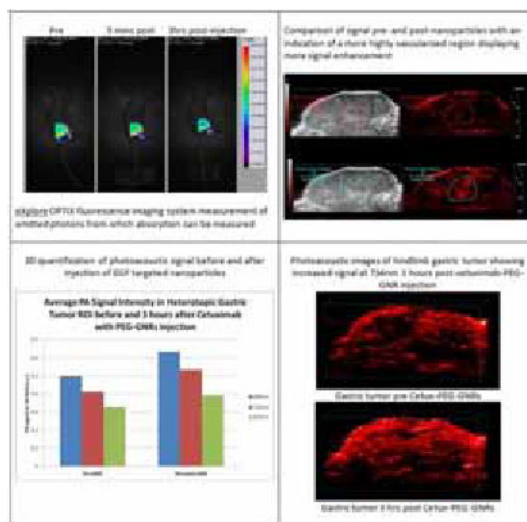 Pre
5 mins post
3hrs post-injection
eXplore OPTIX fluorescence imaging system measurement of
emitted photons from which absorption can be measured
Comparison of signal pre- and post-nanoparticles with an
indication of a more highly vascularised region displaying
more signal enhancement
3D quantification of photoacoustic signal before and after
injection of EGF targeted nanoparticles
Average PA Signal Intensity in Heterotopic Gastric
Tumor ROI before and 3 hours after Cetuximab
with PEG-GNRs injection
Photoacoustic images of hindlimb gastric tumor showing
increased signal at 734nm 3 hours post-cetuximab-PEG-
GNR injection
Gastric tumor pre Cetux-PEG-GNRs
Gastric tumor 3 hrs post Cetux-PEG-GNRs